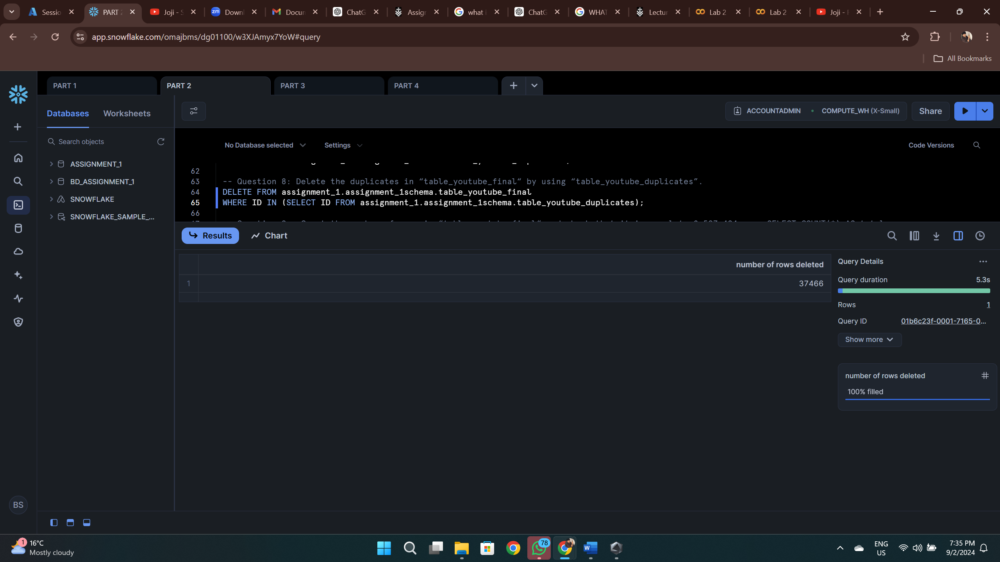 Sessio
PART 2
Joji - S
Down
Docun
ChatG
Assigr
what i
ChatG
WHAT
Lectur
Lab 2
Lab 2
Joji - F
app.snowflake.com/omajbms/dg01100/w3XJAmyx7YoW#query
All Bookmarks
PART 1
PART 2
PART 3
PART 4
Databases
Worksheets
ACCOUNTADMIN
COMPUTE_WH (X-Small)
Share
Search objects
No Database selected
Settings
Code Versions
ASSIGNMENT_1
BD_ASSIGNMENT_1
SNOWFLAKE
SNOWFLAKE_SAMPLE_...
62
63 -- Question 8: Delete the duplicates in “table_youtube_final“ by using “table_youtube_duplicates”.
64 DELETE FROM assignment_1.assignment_1schema.table_youtube_final
65 WHERE ID IN (SELECT ID FROM assignment_1.assignment_1schema.table_youtube_duplicates);
66
Results
Chart
number of rows deleted
1 37466
Query Details
Query duration 5.3s
Rows 1
Query ID 01b6c23f-0001-7165-0...
Show more
number of rows deleted
100% filled
BS
1
16°C
Mostly cloudy
zm
78
W
ENG
US
7:35 PM
9/2/2024